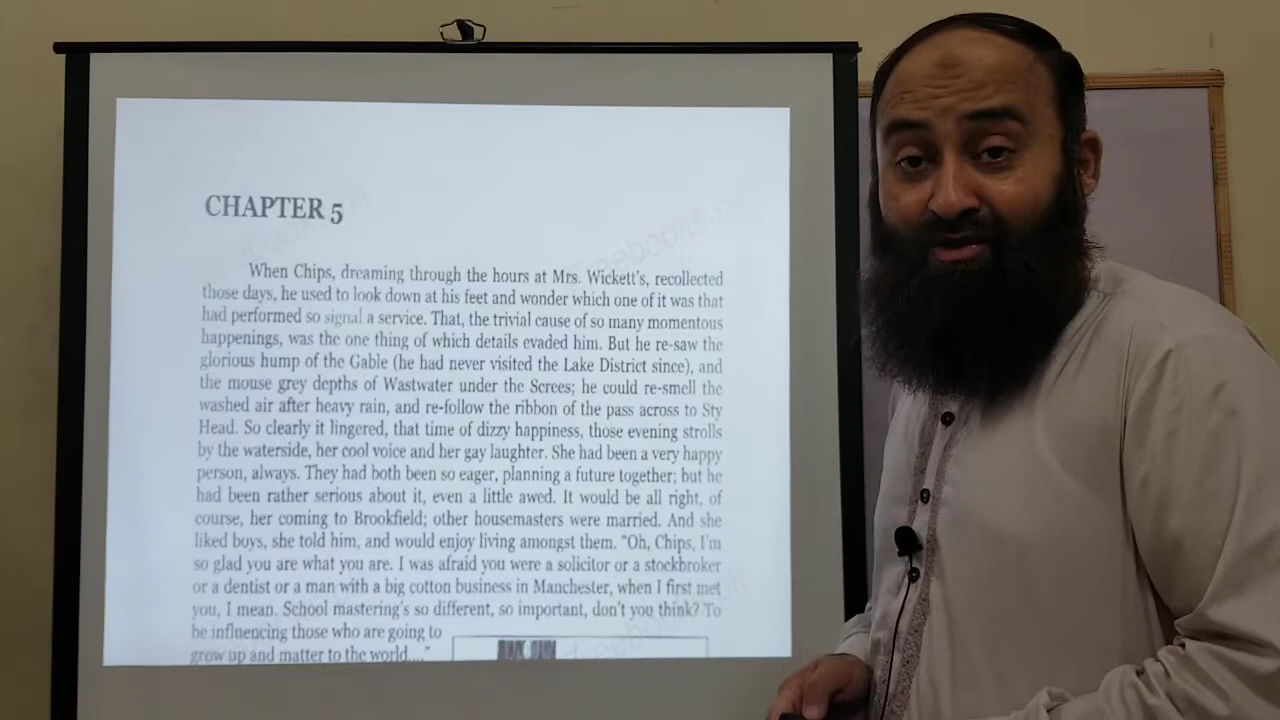 CHAPTER 5
When Chips, dreaming through the hours at Mrs. Wickett's, recollected
those days, he used to look down at his feet and wonder which one of it was that
had performed so signal a service. That, the trivial cause of so many momentous
happenings, was the one thing of which details evaded him. But he re-saw the
glorious hump of the Gable (he had never visited the Lake District since), and
the mouse grey depths of Wastwater under the Screes; he could re-smell the
washed air after heavy rain, and re-follow the ribbon of the pass across to Sty
Head. So clearly it lingered, that time of dizzy happiness, those evening strolls
by the waterside, her cool voice and her gay laughter. She had been a very happy
person, always. They had both been so eager, planning a future together; but he
had been rather serious about it, even a little awed. It would be all right, of
course, her coming to Brookfield; other housemasters were married. And she
liked boys, she told him, and would enjoy living amongst them. "Oh, Chips, I'm
so glad you are what you are. I was afraid you were a solicitor or a stockbroker
or a dentist or a man with a big cotton business in Manchester, when I first met
you, I mean. School mastering's so different, so important, don't you think? To
be influencing those who are going to
grow up and matter to the world...."